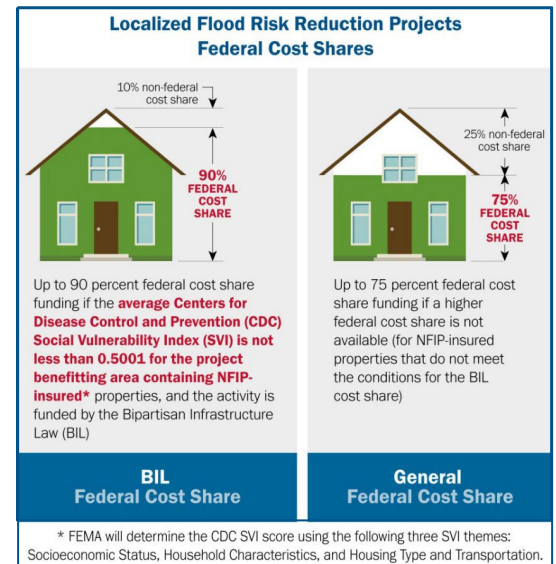 Localized Flood Risk Reduction Projects
Federal Cost Shares
10% non-federal
cost share
90%
FEDERAL
COST
SHARE
Up to 90 percent federal cost share
funding if the average Centers for
Disease Control and Prevention (CDC)
Social Vulnerability Index (SVI) is not
less than 0.5001 for the project
benefitting area containing NFIP-
insured* properties, and the activity is
funded by the Bipartisan Infrastructure
Law (BIL)
BIL
Federal Cost Share
25% non-federal
cost share
75%
FEDERAL
COST
SHARE
Up to 75 percent federal cost
share funding if a higher
federal cost share is not
available (for NFIP-insured
properties that do not meet
the conditions for the BIL
cost share)
General
Federal Cost Share
* FEMA will determine the CDC SVI score using the following three SVI themes:
Socioeconomic Status, Household Characteristics, and Housing Type and Transportation.